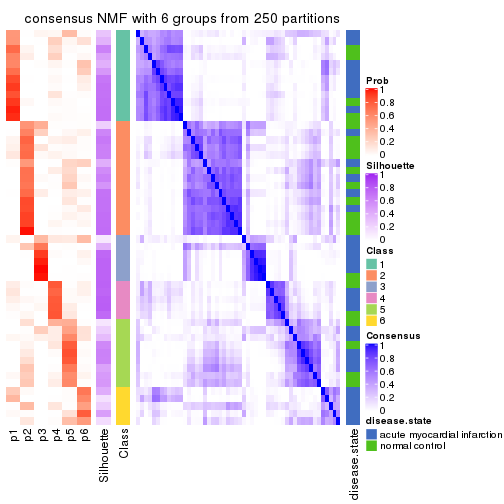 consensus NMF with 6 groups from 250 partitions
Prob
1
0.8
0.6
0.4
0.2
0
Silhouette
1
0.8
0.6
0.4
0.2
0
Class
1
2
3
4
5
6
Consensus
1
0.8
0.6
0.4
0.2
0
disease.state
acute myocardial infarction
normal control
p1
p2
p3
p4
p5
p6
Silhouette
Class
disease.state